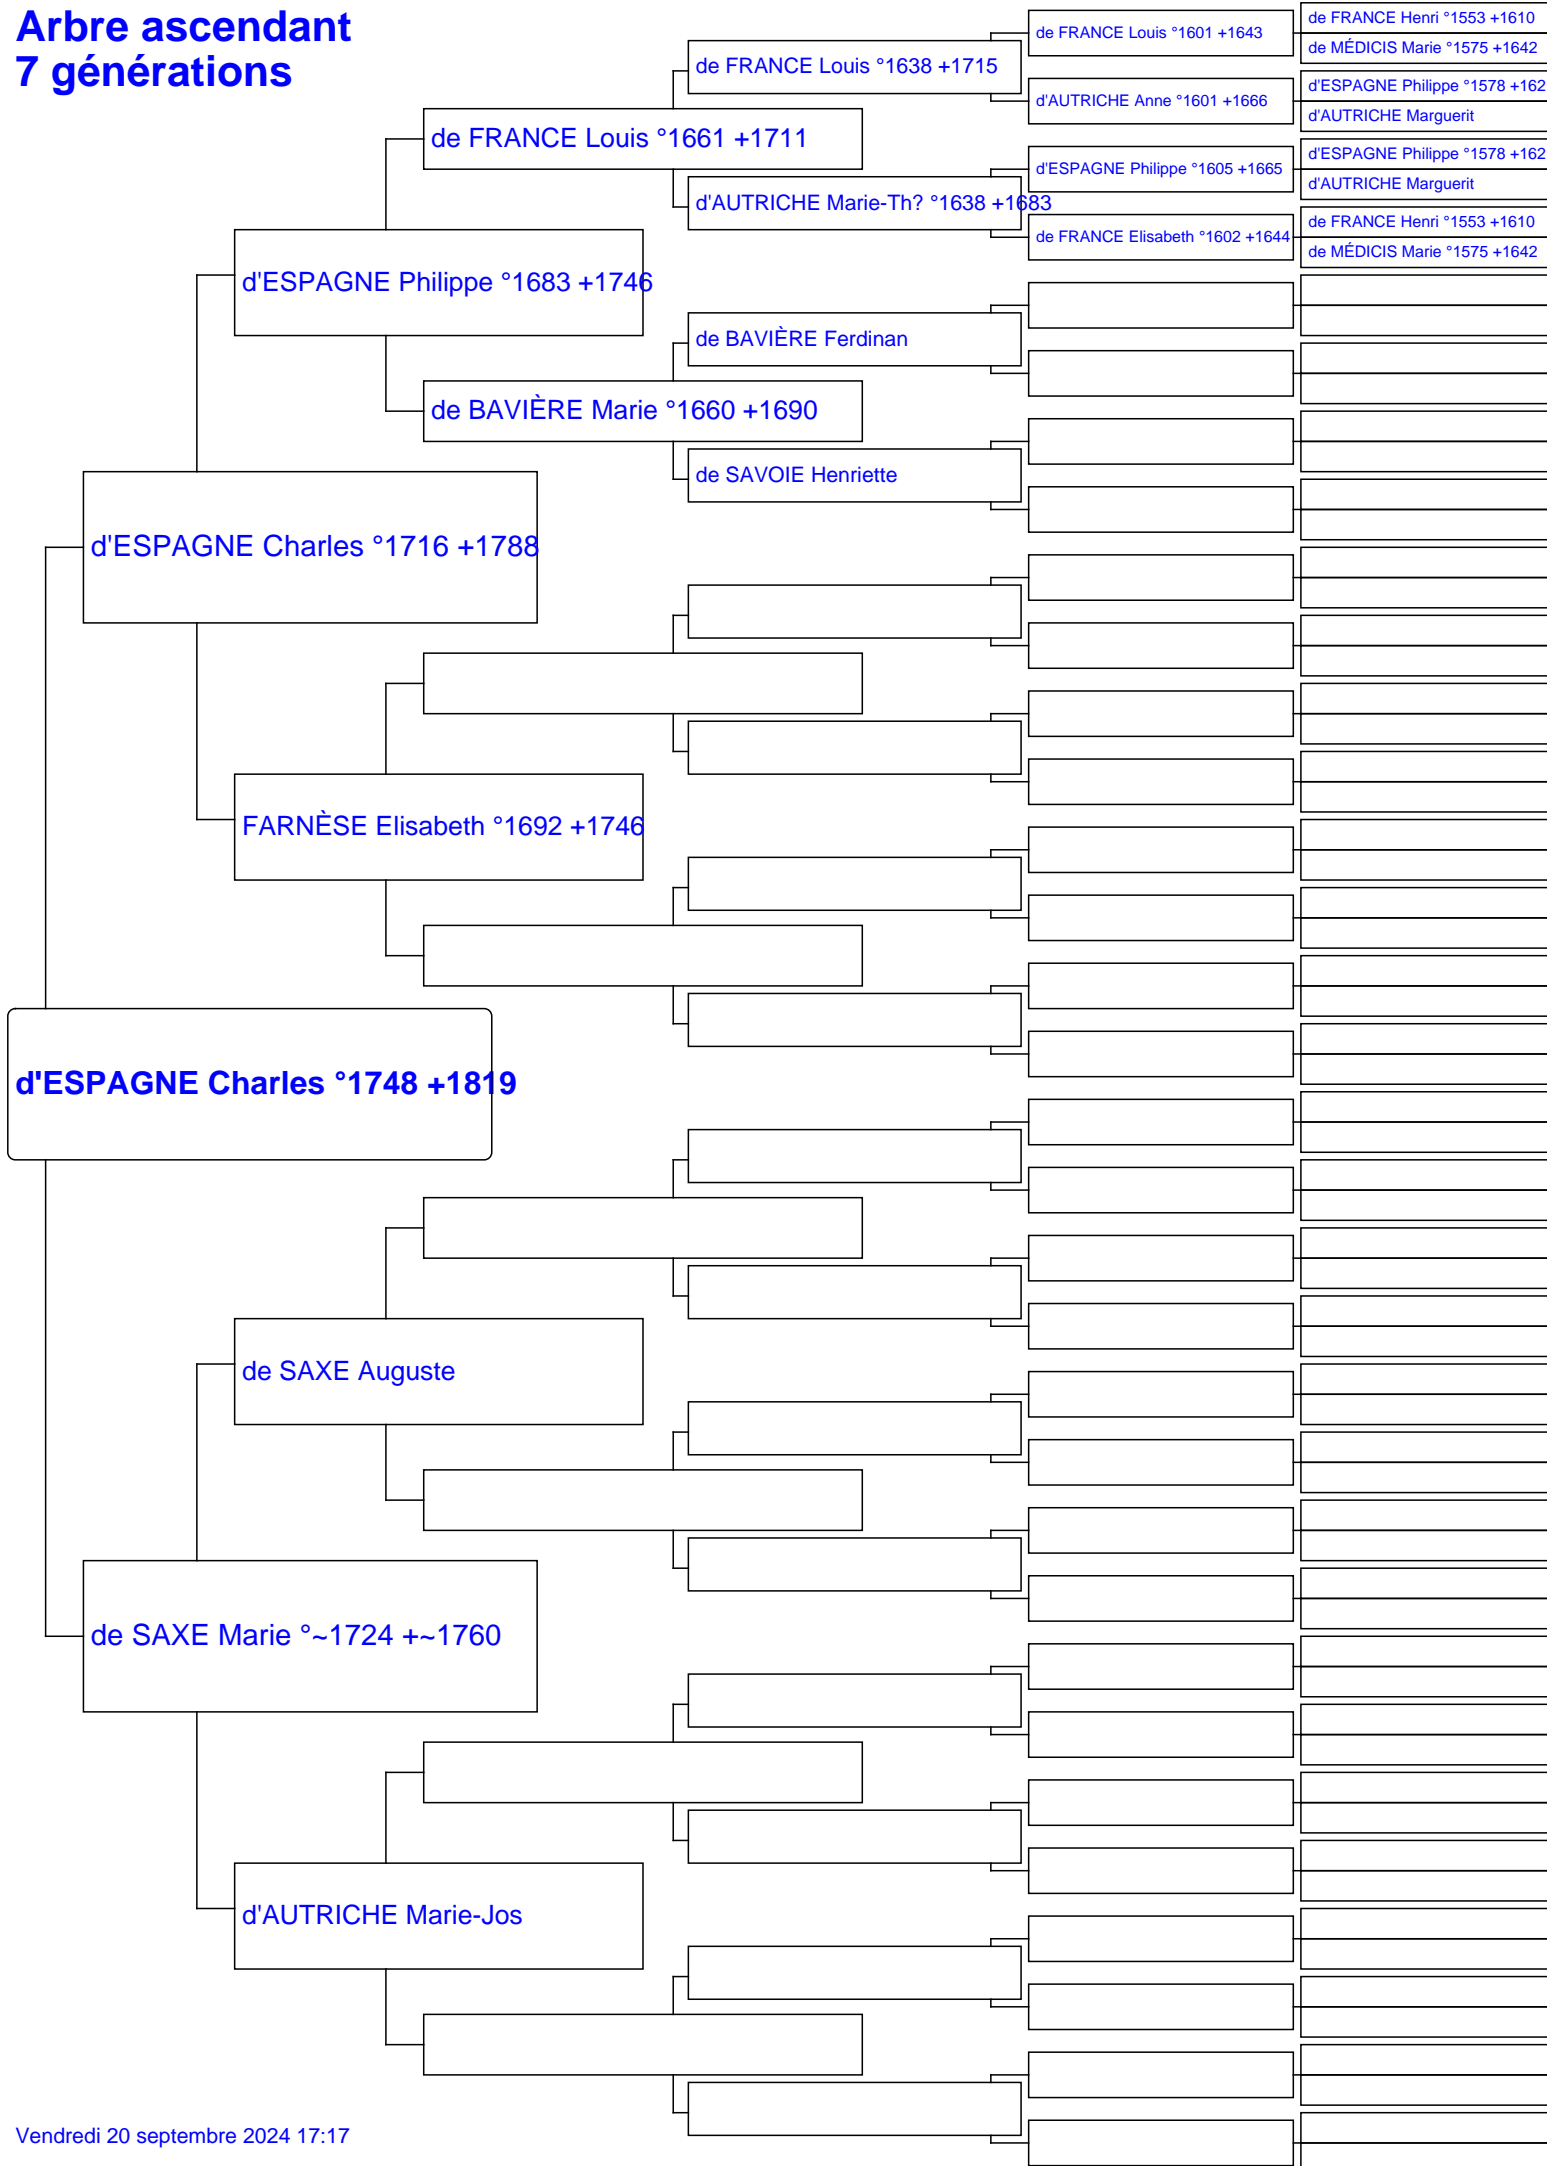 Arbre ascendant
7 générations
de FRANCE Henri °1553 +1610
de FRANCE Louis °1601 +1643
de MÉDICIS Marie °1575 +1642
de FRANCE Louis °1638 +1715
d'ESPAGNE Philippe °1578 +162
d'AUTRICHE Anne °1601 +1666
d'AUTRICHE Marguerit
de FRANCE Louis °1661 +1711
d'ESPAGNE Philippe °1578 +162
d'ESPAGNE Philippe °1605 +1665
d'AUTRICHE Marguerit
d'AUTRICHE Marie-Th? °1638 +1683
de FRANCE Henri °1553 +1610
de FRANCE Elisabeth °1602 +1644
de MÉDICIS Marie °1575 +1642
d'ESPAGNE Philippe °1683 +1746
de BAVIÈRE Ferdinan
de BAVIÈRE Marie °1660 +1690
de SAVOIE Henriette
d'ESPAGNE Charles °1716 +1788
FARNÈSE Elisabeth °1692 +1746
d'ESPAGNE Charles °1748 +1819
de SAXE Auguste
de SAXE Marie °~1724 +~1760
d'AUTRICHE Marie-Jos
Vendredi 20 septembre 2024 17:17